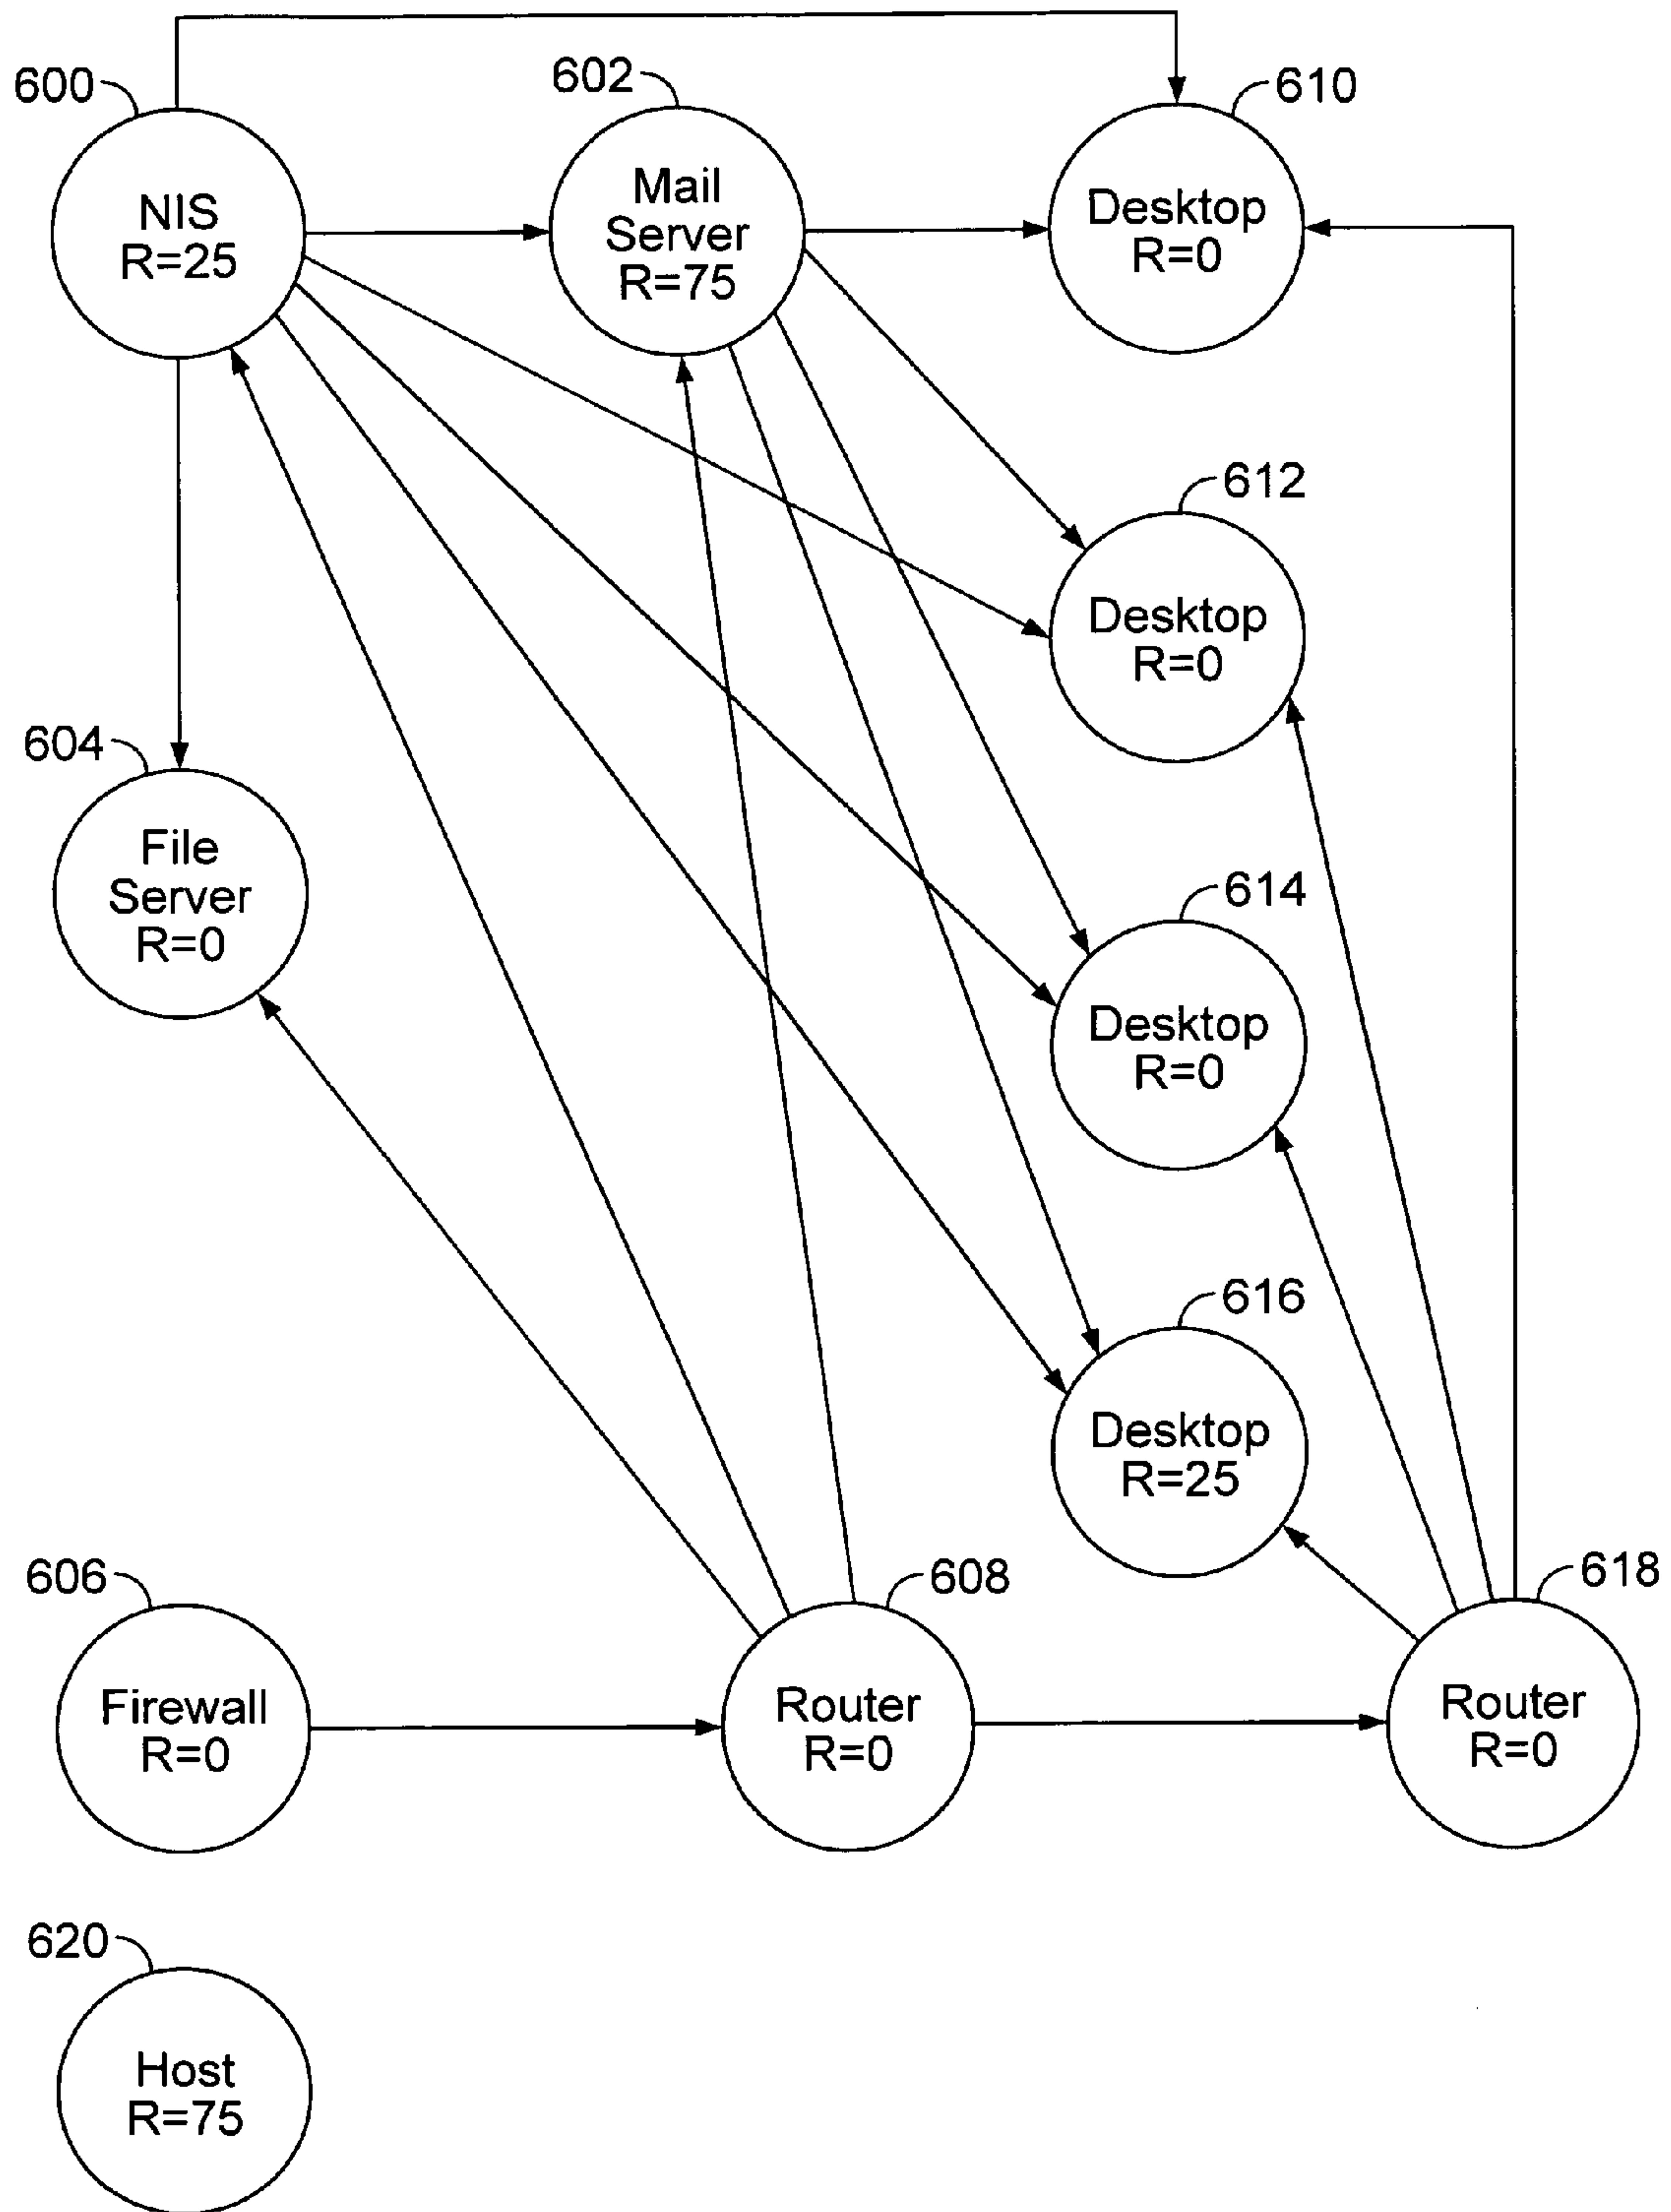 600
NIS
R=25
602
Mail
Server
R=75
610
Desktop
R=0
612
Desktop
R=0
604
File
Server
R=0
614
Desktop
R=0
616
Desktop
R=25
606
Firewall
R=0
608
Router
R=0
618
Router
R=0
620
Host
R=75